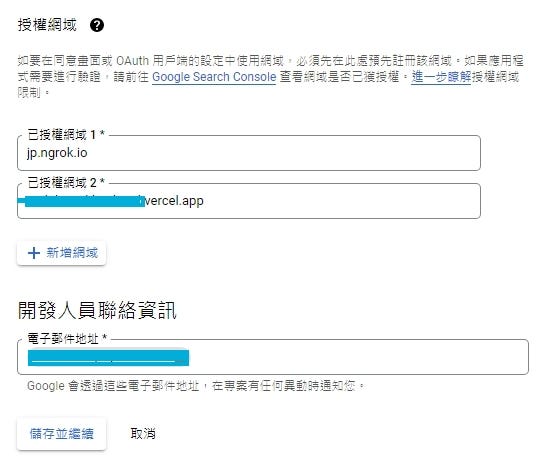 授權網域
如要在同意畫面或 OAuth 用戶端的設定中使用網域，必須先在此處預先註冊該網域。如果應用程
式需要進行驗證，請前往 Google Search Console 查看網域是否已獲授權。進一步瞭解授權網域
限制。
已授權網域 1 *
jp.ngrok.io
已授權網域 2 *
vercel.app
+ 新增網域
開發人員聯絡資訊
電子郵件地址 *
Google 會透過這些電子郵件地址，在專案有任何異動時通知您。
儲存並繼續 取消